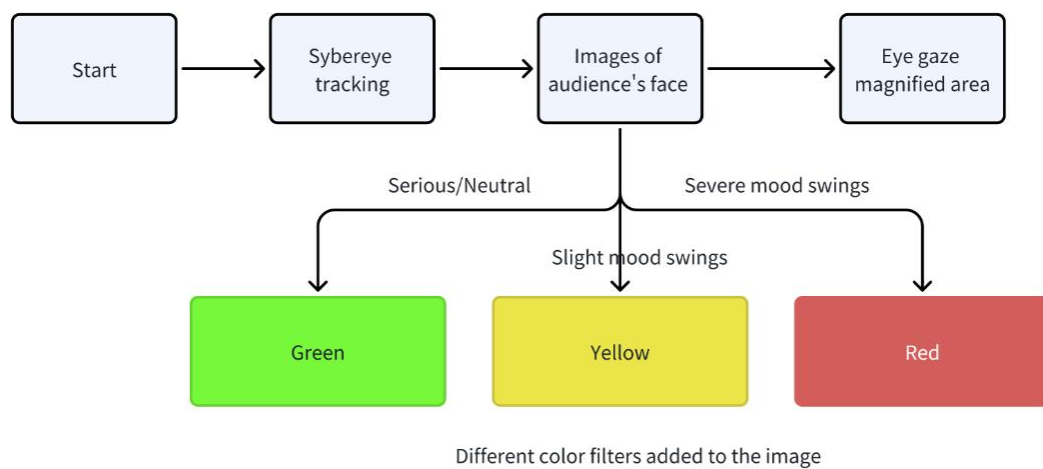 Start
Sybereye
tracking
Images of
audience's face
Eye gaze
magnified area
Serious/Neutral
Severe mood swings
Slight mood swings
Green
Yellow
Red
Different color filters added to the image